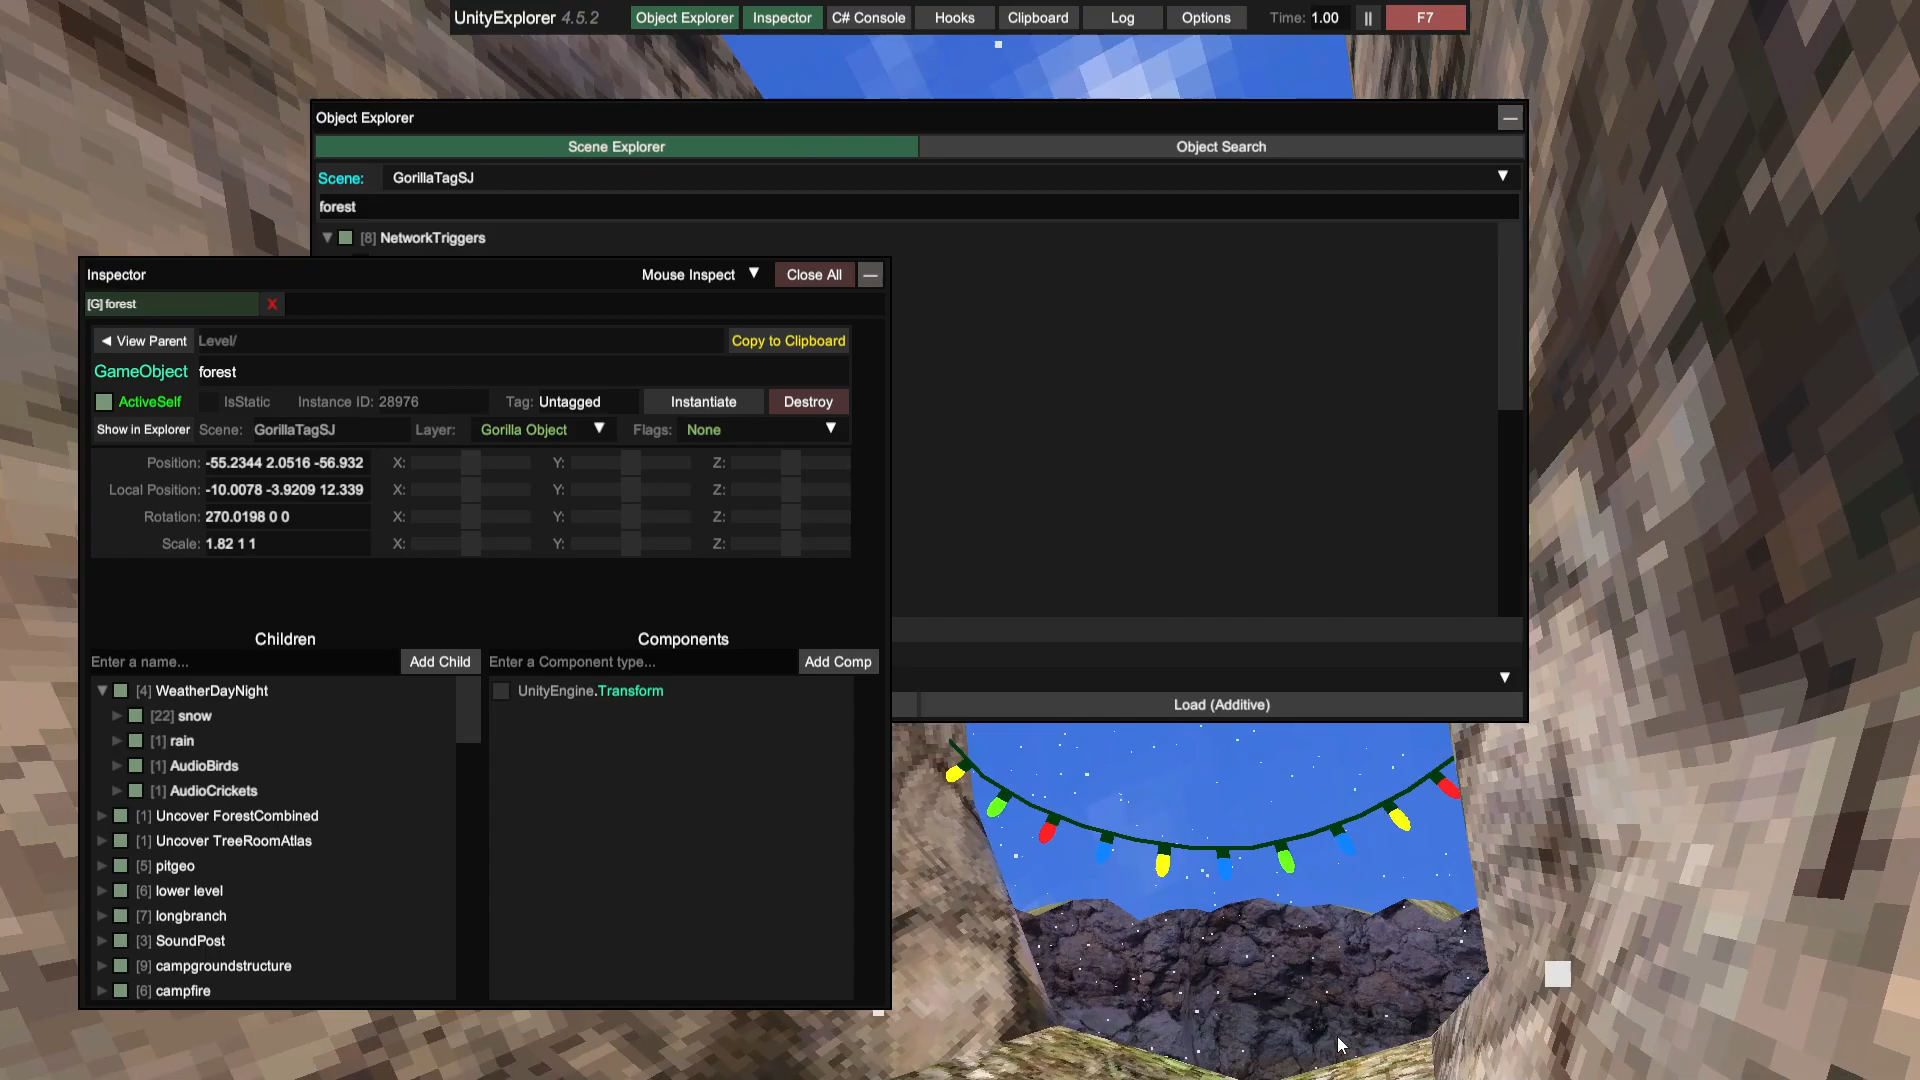 UnityExplorer 4.5.2 Object Explorer Inspector C# Console Hooks Clipboard Log Options Time: 1.00 || F7
Object Explorer —
Scene Explorer Object Search
Scene: GorillaTagSJ ▼
forest
▼ [8] NetworkTriggers
Inspector Mouse Inspect ▼ Close All —
[G] forest X
◄ View Parent Level/ Copy to Clipboard
GameObject forest
ActiveSelf IsStatic Instance ID: 28976 Tag: Untagged Instantiate Destroy
Show in Explorer Scene: GorillaTagSJ Layer: Gorilla Object ▼ Flags: None ▼
Position: -55.2344 2.0516 -56.932 X: Y: Z:
Local Position: -10.0078 -3.9209 12.339 X: Y: Z:
Rotation: 270.0198 0 0 X: Y: Z:
Scale: 1.82 1 1 X: Y: Z:
Children Components
Enter a name... Add Child Enter a Component type... Add Comp
▼ [4] WeatherDayNight
► [22] snow
► [1] rain
► [1] AudioBirds
► [1] AudioCrickets
► [1] Uncover ForestCombined
► [1] Uncover TreeRoomAtlas
► [5] pitgeo
► [6] lower level
► [7] longbranch
► [3] SoundPost
► [9] campgroundstructure
► [6] campfire
UnityEngine.Transform
▼
Load (Additive)